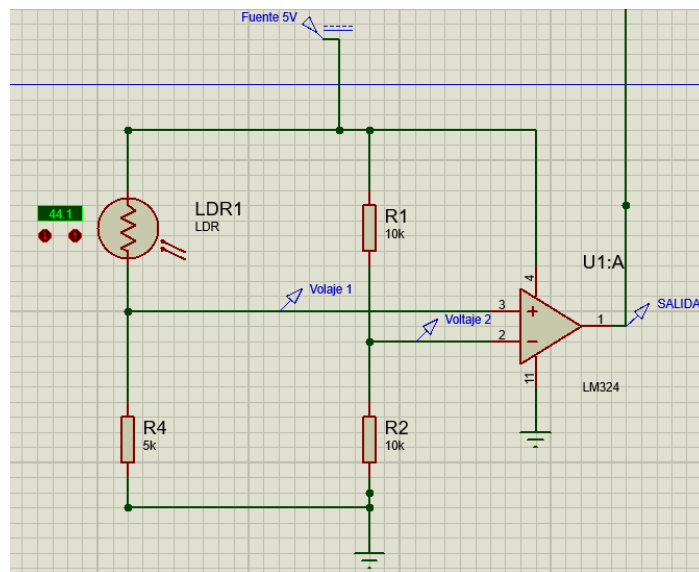 Fuente 5V
44.1
LDR1
LDR
R1
10k
U1:A
4
Volaje 1
3
SALIDA
Voltaje 2
2
1
11
LM324
R4
5k
R2
10k